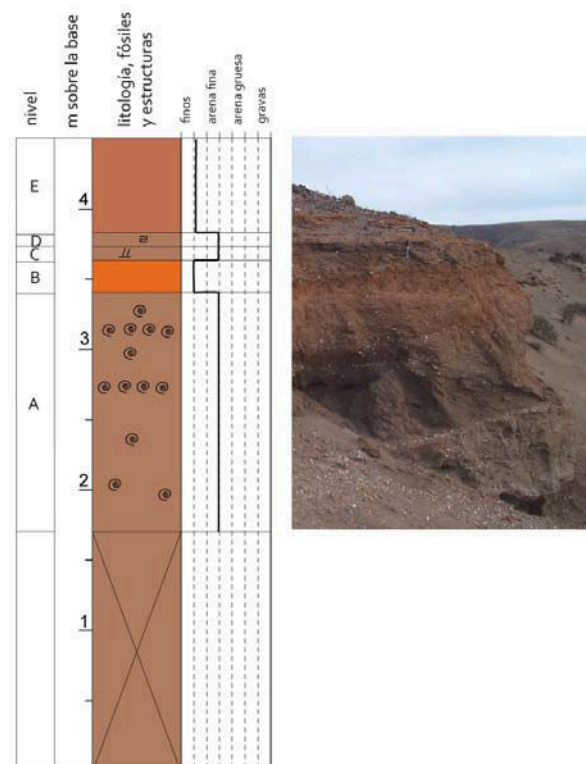 nivel
m sobre la base
litología, fósiles
y estructuras
finos
arena fina
arena gruesa
gravas
E
4
D
C
B
3
A
2
1